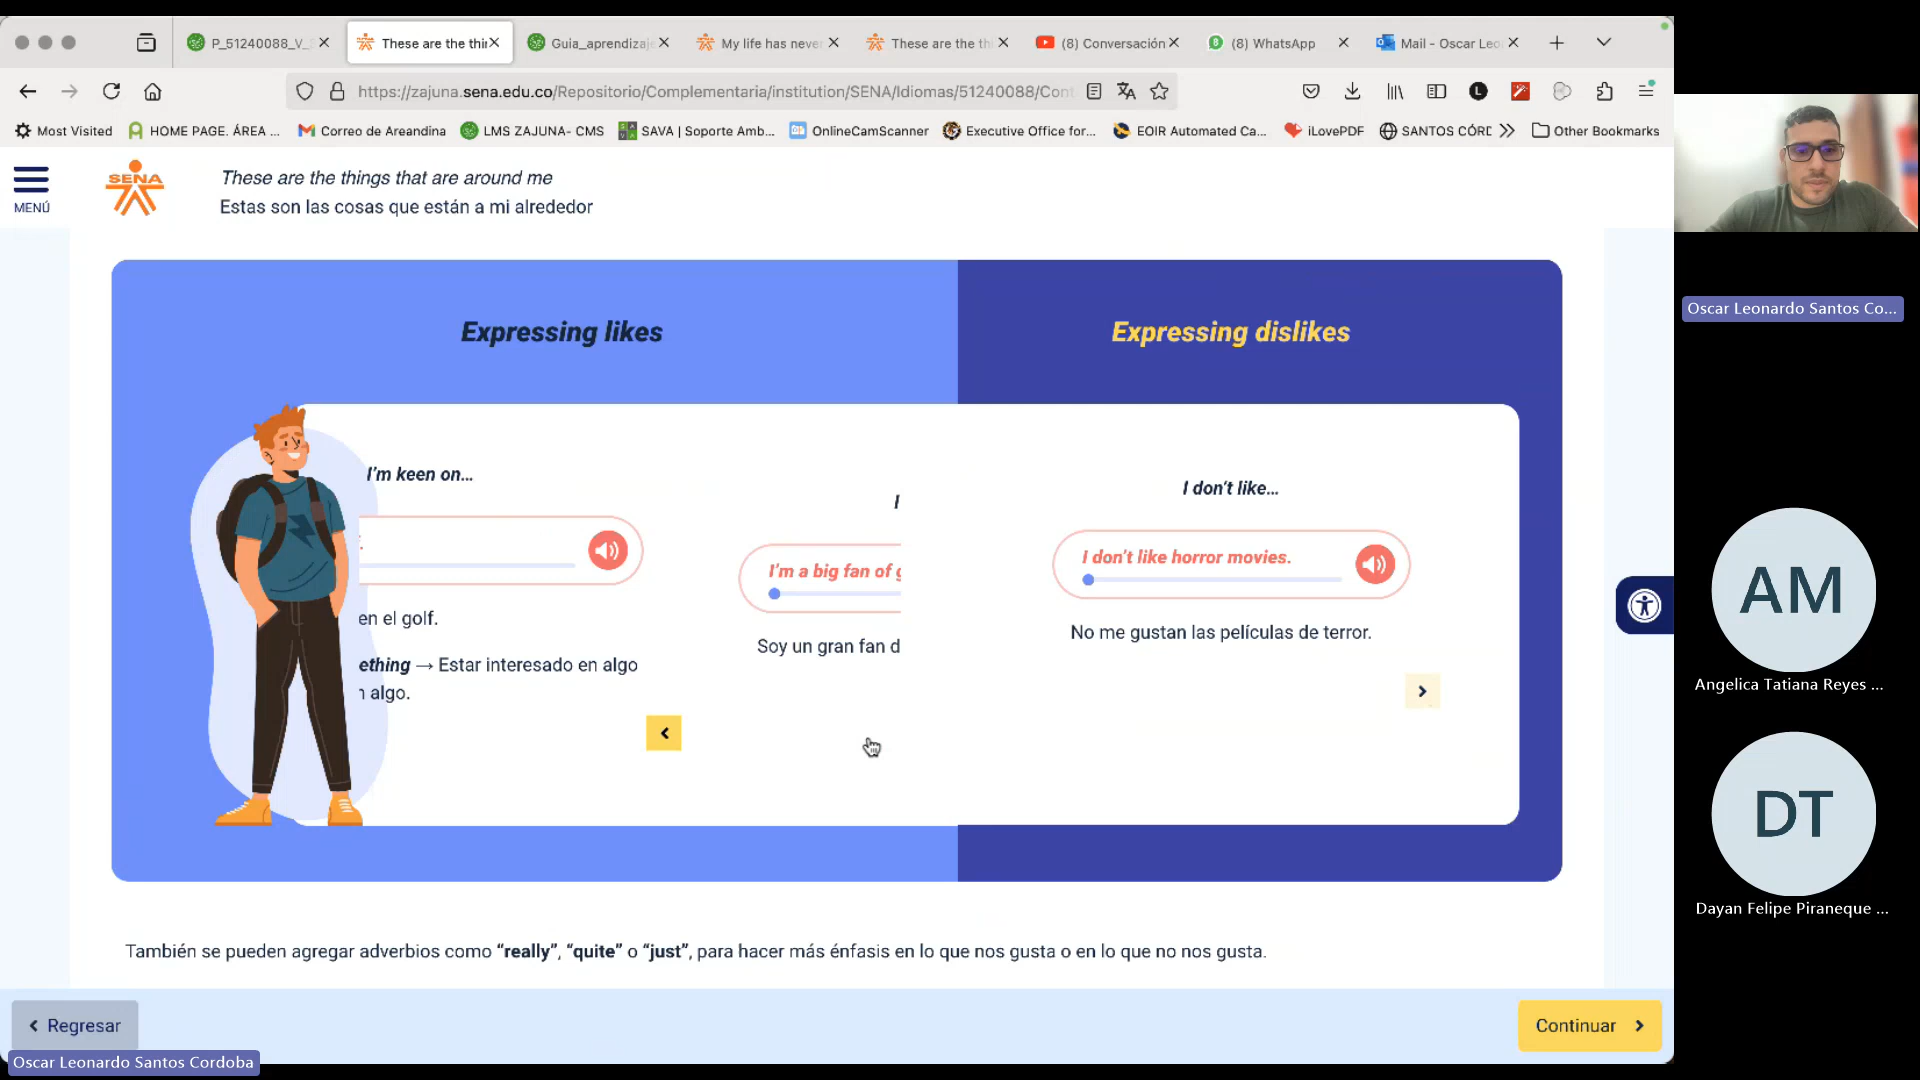 P_51240088_V_
These are the thin
Guia_aprendizaje
My life has never
These are the th
(8) Conversación
(8) WhatsApp
Mail - Oscar Leo
https://zajuna.sena.edu.co/Repositorio/Complementaria/institution/SENA/Idiomas/51240088/Cont
Most Visited
HOME PAGE. ÁREA ...
Correo de Areandina
LMS ZAJUNA- CMS
SAVA | Soporte Amb...
OnlineCamScanner
Executive Office for...
EOIR Automated Ca...
iLovePDF
SANTOS CÓRD
Other Bookmarks
MENÚ
SENA
These are the things that are around me
Estas son las cosas que están a mi alrededor
Expressing likes
Expressing dislikes
I'm keen on...
I
I don't like...
I'm a big fan of g
I don't like horror movies.
en el golf.
Soy un gran fan d
No me gustan las películas de terror.
ething → Estar interesado en algo
n algo.
También se pueden agregar adverbios como “really”, “quite” o “just”, para hacer más énfasis en lo que nos gusta o en lo que no nos gusta.
Regresar
Continuar
Oscar Leonardo Santos Cordoba
Oscar Leonardo Santos Co...
AM
Angelica Tatiana Reyes ...
DT
Dayan Felipe Piraneque ...